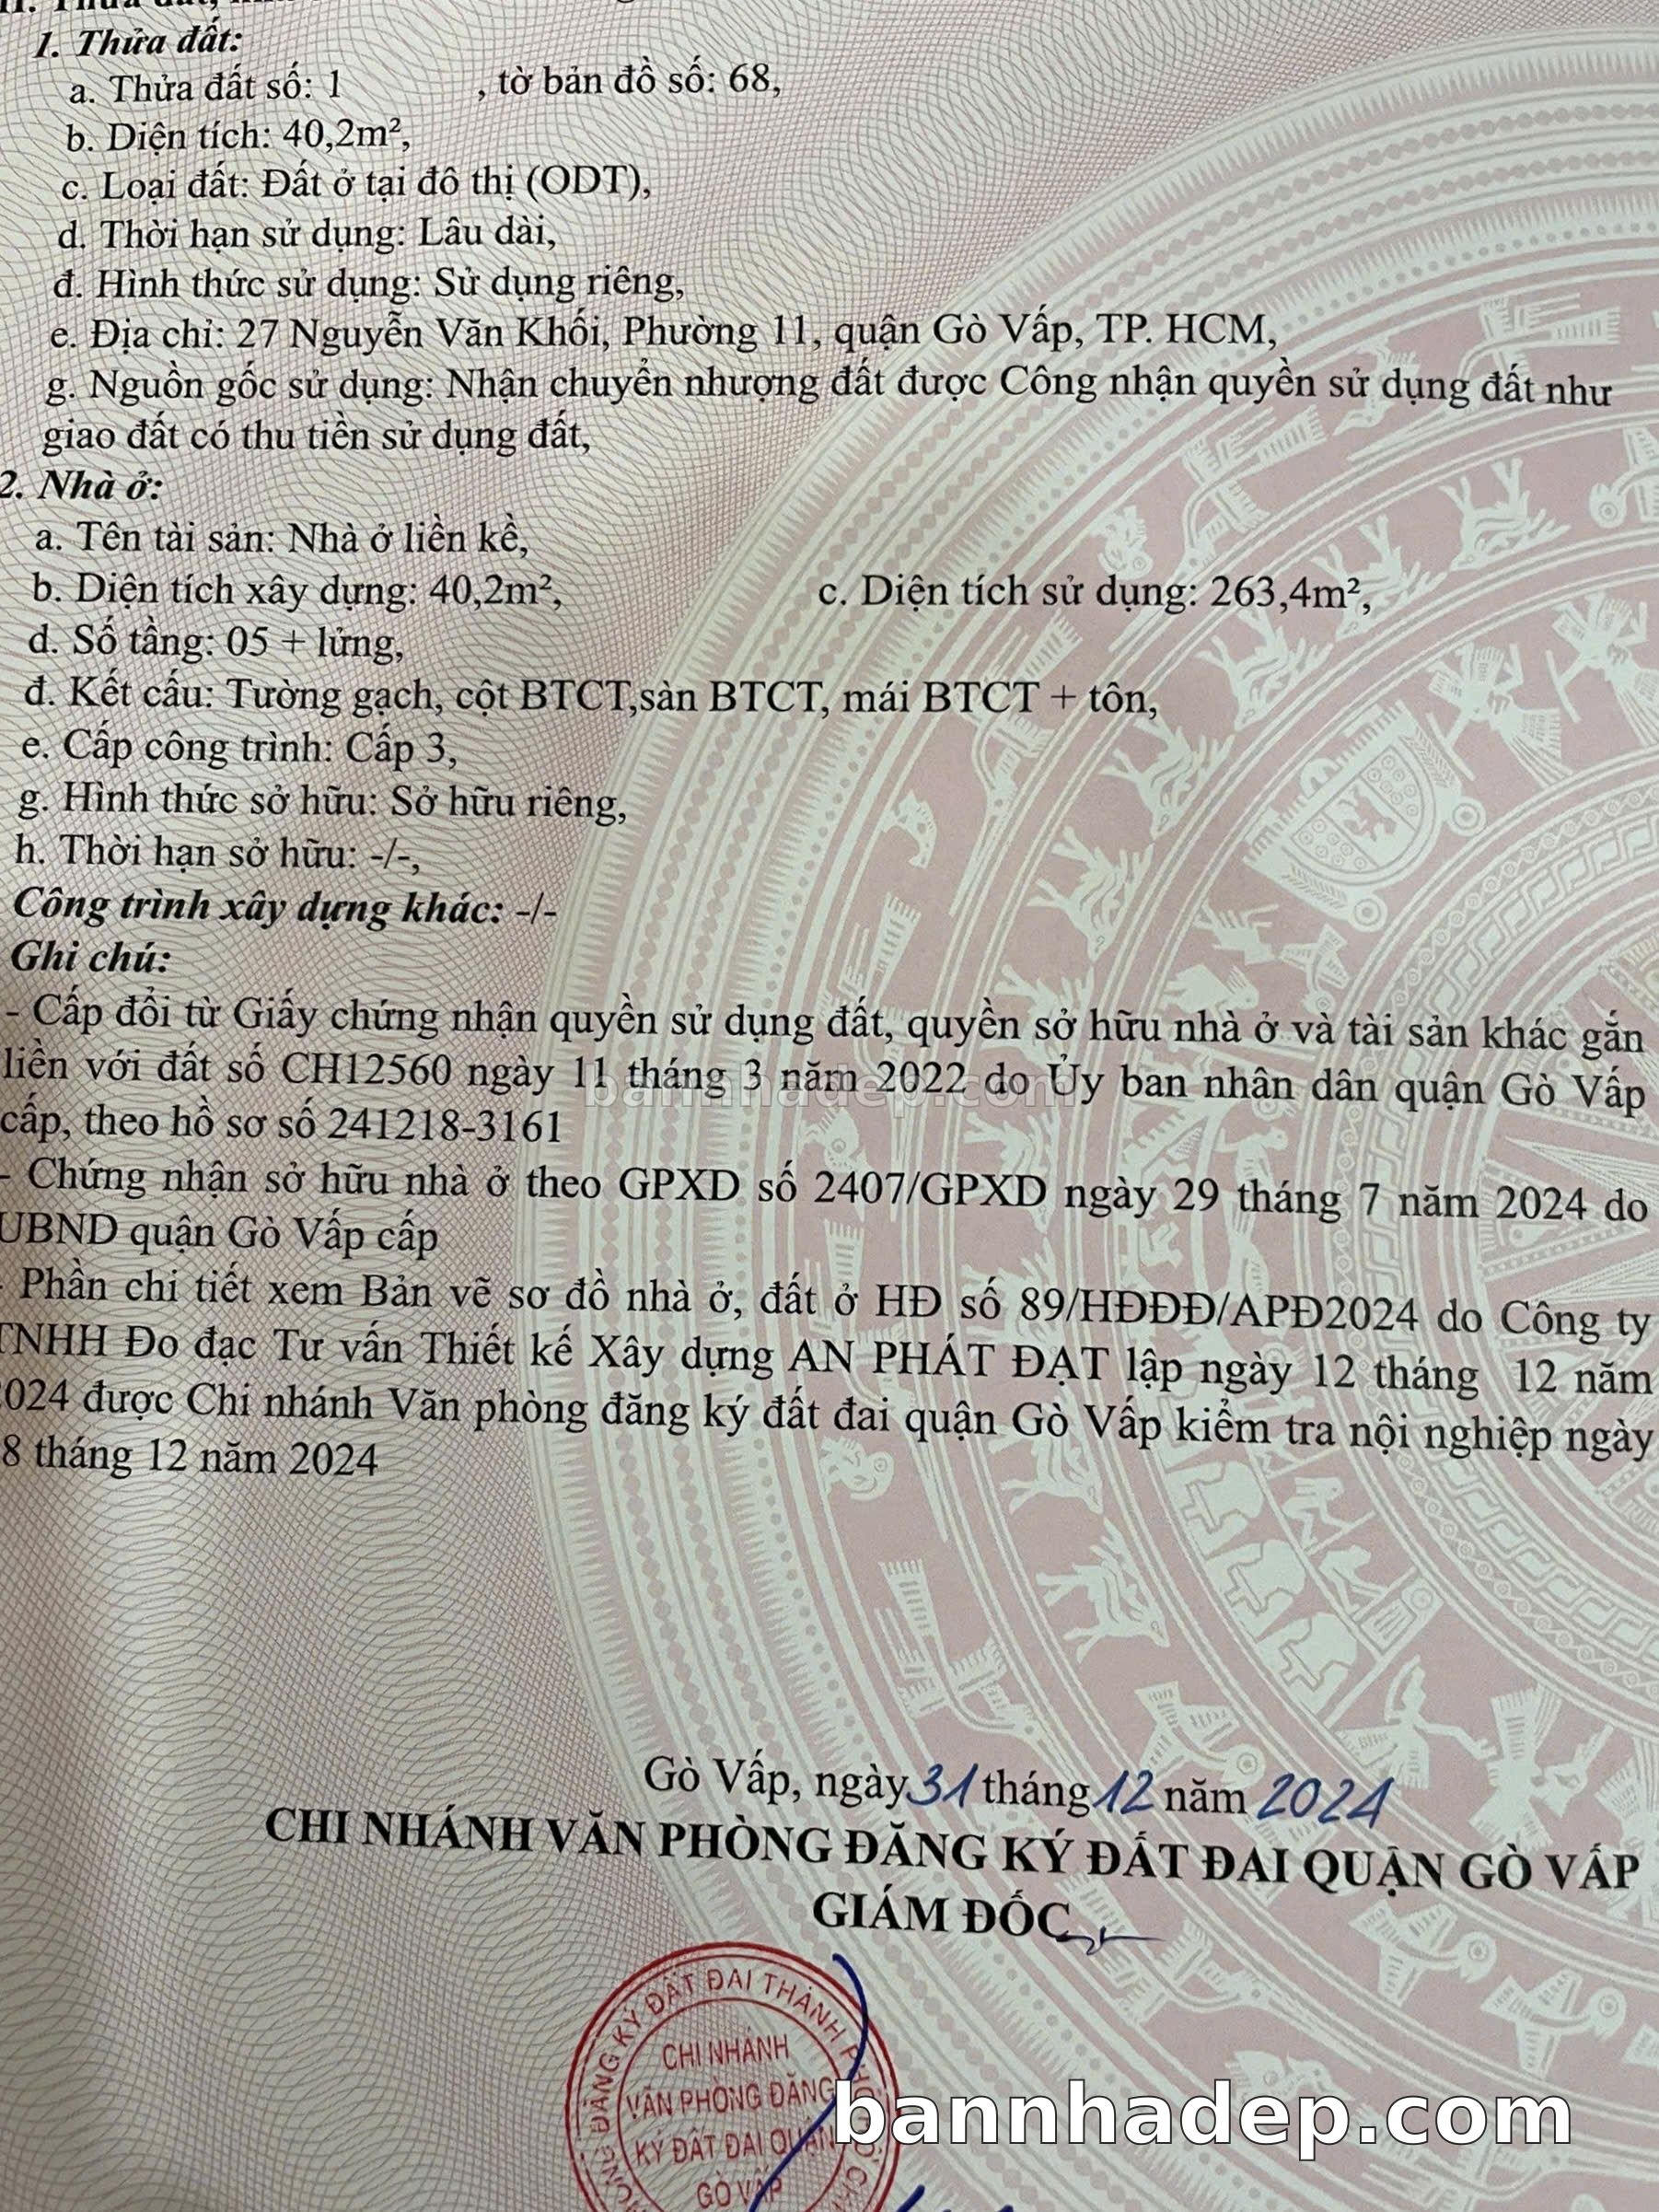 1. Thửa đất:
a. Thửa đất số: 1 , tờ bản đồ số: 68,
b. Diện tích: 40,2m²,
c. Loại đất: Đất ở tại đô thị (ODT),
d. Thời hạn sử dụng: Lâu dài,
đ. Hình thức sử dụng: Sử dụng riêng,
e. Địa chỉ: 27 Nguyễn Văn Khối, Phường 11, quận Gò Vấp, TP. HCM,
g. Nguồn gốc sử dụng: Nhận chuyển nhượng đất được Công nhận quyền sử dụng đất như
giao đất có thu tiền sử dụng đất,
2. Nhà ở:
a. Tên tài sản: Nhà ở liền kề,
b. Diện tích xây dựng: 40,2m², c. Diện tích sử dụng: 263,4m²,
d. Số tầng: 05 + lửng,
đ. Kết cấu: Tường gạch, cột BTCT,sàn BTCT, mái BTCT + tôn,
e. Cấp công trình: Cấp 3,
g. Hình thức sở hữu: Sở hữu riêng,
h. Thời hạn sở hữu: -/-,
Công trình xây dựng khác: -/-
Ghi chú:
- Cấp đổi từ Giấy chứng nhận quyền sử dụng đất, quyền sở hữu nhà ở và tài sản khác gắn
liền với đất số CH12560 ngày 11 tháng 3 năm 2022 do Ủy ban nhân dân quận Gò Vấp
bannhadep.com
cấp, theo hồ sơ số 241218-3161
- Chứng nhận sở hữu nhà ở theo GPXD số 2407/GPXD ngày 29 tháng 7 năm 2024 do
UBND quận Gò Vấp cấp
- Phần chi tiết xem Bản vẽ sơ đồ nhà ở, đất ở HĐ số 89/HĐĐĐ/APĐ2024 do Công ty
TNHH Đo đạc Tư vấn Thiết kế Xây dựng AN PHÁT ĐẠT lập ngày 12 tháng 12 năm
2024 được Chi nhánh Văn phòng đăng ký đất đai quận Gò Vấp kiểm tra nội nghiệp ngày
8 tháng 12 năm 2024
Gò Vấp, ngày 31 tháng 12 năm 2024
CHI NHÁNH VĂN PHÒNG ĐĂNG KÝ ĐẤT ĐAI QUẬN GÒ VẤP
GIÁM ĐỐC
ĐĂNG KÝ ĐẤT ĐAI THÀNH PHỐ
CHI NHÁNH
VĂN PHÒNG ĐĂNG
KÝ ĐẤT ĐAI QUẬN
GÒ VẤP
bannhadep.com